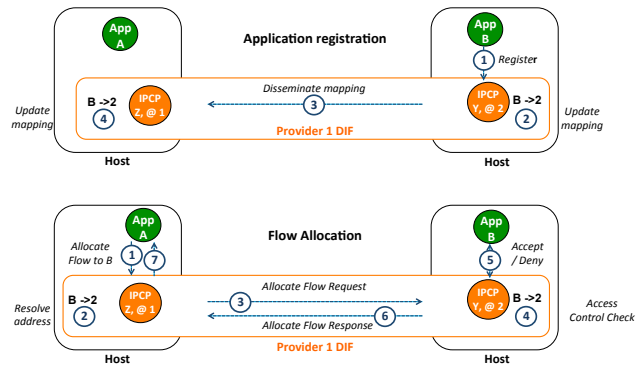 App
A
Application registration
App
B
1
Register
Disseminate mapping
Update
mapping
B ->2
4
IPCP
Z, @ 1
3
IPCP
Y, @ 2
B ->2
2
Update
mapping
Provider 1 DIF
Host
Host
App
A
Flow Allocation
App
B
Allocate
Flow to B
1
7
5
Accept
/ Deny
Allocate Flow Request
Resolve
address
B ->2
2
IPCP
Z, @ 1
3
6
Allocate Flow Response
IPCP
Y, @ 2
B ->2
4
Access
Control Check
Provider 1 DIF
Host
Host